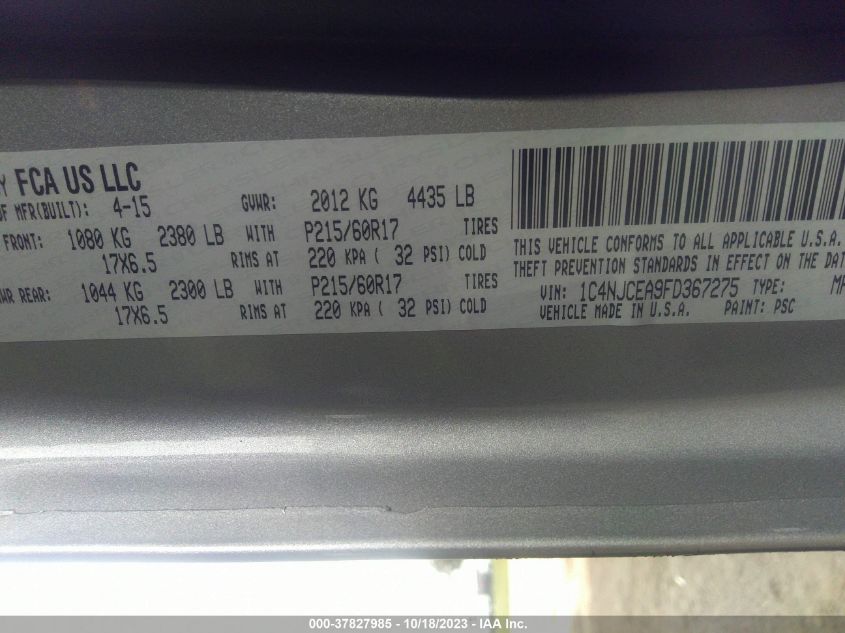 FCA US LLC
MFR(BUILT): 4-15 GVWR: 2012 KG 4435 LB
FRONT: 1080 KG 2380 LB WITH P215/60R17 TIRES
17X6.5 RIMS AT 220 KPA ( 32 PSI) COLD
REAR: 1044 KG 2300 LB WITH P215/60R17 TIRES
17X6.5 RIMS AT 220 KPA ( 32 PSI) COLD
THIS VEHICLE CONFORMS TO ALL APPLICABLE U.S.A.
THEFT PREVENTION STANDARDS IN EFFECT ON THE
VIN: 1C4NJCEA9FD367275 TYPE:
VEHICLE MADE IN U.S.A. PAINT: PSC
000-37827985 - 10/18/2023 - IAA Inc.